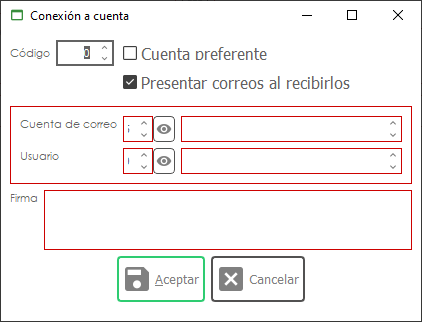 Conexión a cuenta
Código 0 Cuenta preferente
Presentar correos al recibirlos
Cuenta de correo
Usuario
Firma
Aceptar Cancelar